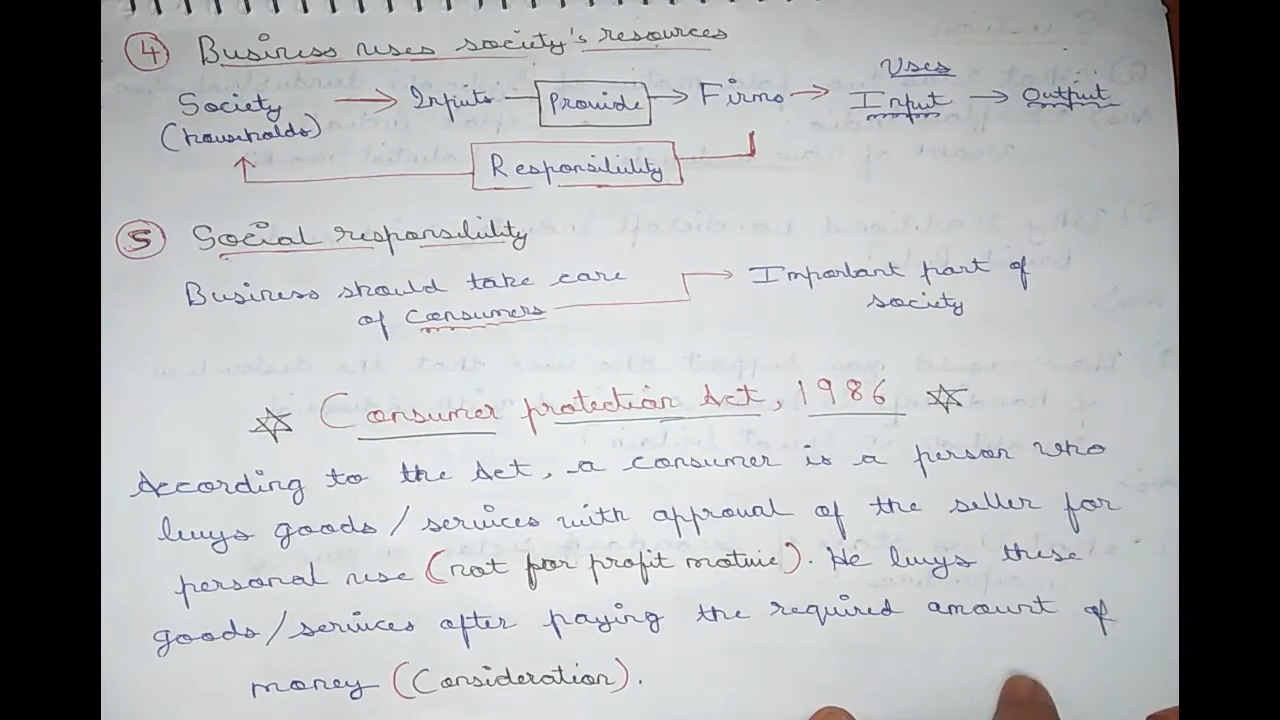 4 Business uses society's resources
Society → Inputs — Provide → Firms → Uses Input → Output
(households)
Responsibility
5 Social responsibility
Business should take care of consumers → Important part of society
Consumer protection Act, 1986
According to the Act, a consumer is a person who
buys goods/services with approval of the seller for
personal use (not for profit motive). He buys these
goods/services after paying the required amount of
money (Consideration).